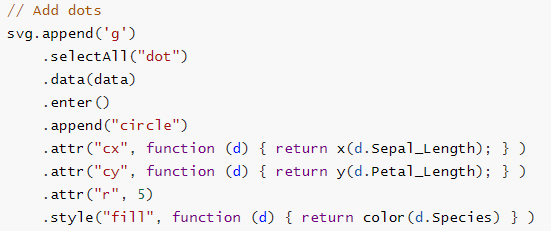 // Add dots
svg.append('g')
.selectAll("dot")
.data(data)
.enter()
.append("circle")
.attr("cx", function (d) { return x(d.Sepal_Length); } )
.attr("cy", function (d) { return y(d.Petal_Length); } )
.attr("r", 5)
.style("fill", function (d) { return color(d.Species) } )